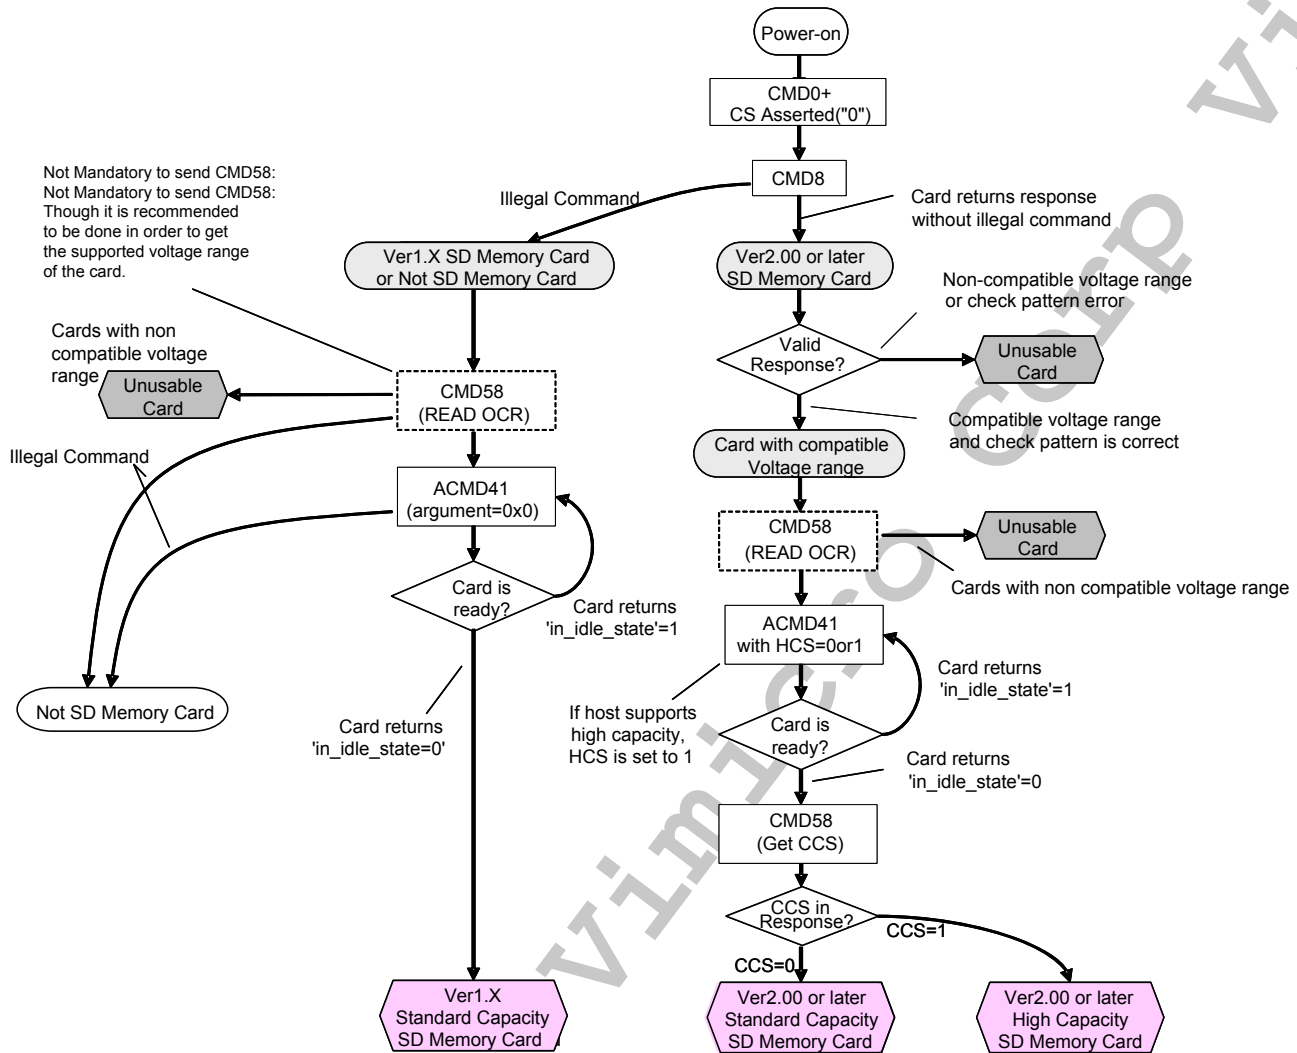 Power-on
CMD0+
CS Asserted("0")
CMD8
Illegal Command
Card returns response
without illegal command
Not Mandatory to send CMD58:
Not Mandatory to send CMD58:
Though it is recommended
to be done in order to get
the supported voltage range
of the card.
Ver1.X SD Memory Card
or Not SD Memory Card
Ver2.00 or later
SD Memory Card
Non-compatible voltage range
or check pattern error
Valid
Response?
Unusable
Card
Cards with non
compatible voltage
range
Unusable
Card
CMD58
(READ OCR)
Compatible voltage range
and check pattern is correct
Card with compatible
Voltage range
Illegal Command
ACMD41
(argument=0x0)
CMD58
(READ OCR)
Unusable
Card
Cards with non compatible voltage range
Card is
ready?
Card returns
'in_idle_state'=1
ACMD41
with HCS=0or1
Card returns
'in_idle_state'=1
Not SD Memory Card
Card returns
'in_idle_state=0'
If host supports
high capacity,
HCS is set to 1
Card is
ready?
Card returns
'in_idle_state'=0
CMD58
(Get CCS)
CCS in
Response?
CCS=1
CCS=0
Ver1.X
Standard Capacity
SD Memory Card
Ver2.00 or later
Standard Capacity
SD Memory Card
Ver2.00 or later
High Capacity
SD Memory Card
Vimicro Corp Vi